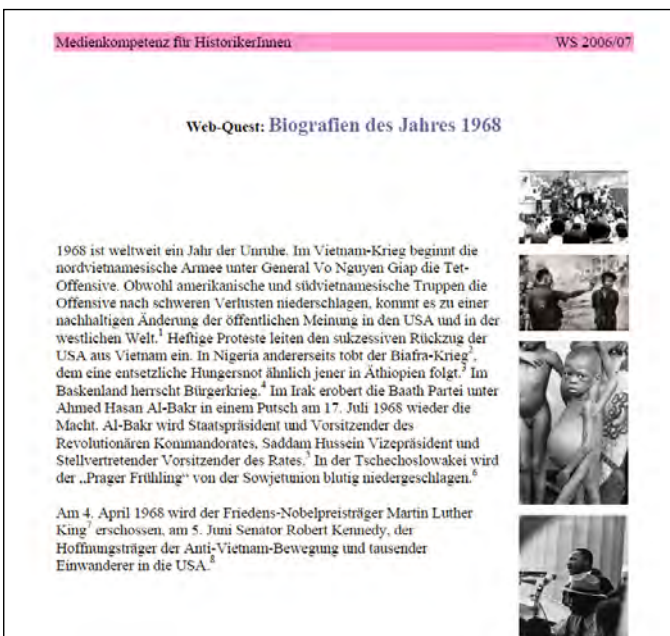 Medienkompetenz für HistorikerInnen WS 2006/07
Web-Quest: Biografien des Jahres 1968
1968 ist weltweit ein Jahr der Unruhe. Im Vietnam-Krieg beginnt die
nordvietnamesische Armee unter General Vo Nguyen Giap die Tet-
Offensive. Obwohl amerikanische und südvietnamesische Truppen die
Offensive nach schweren Verlusten niederschlagen, kommt es zu einer
nachhaltigen Änderung der öffentlichen Meinung in den USA und in der
westlichen Welt.¹ Heftige Proteste leiten den sukzessiven Rückzug der
USA aus Vietnam ein. In Nigeria andererseits tobt der Biafra-Krieg²,
dem eine entsetzliche Hungersnot ähnlich jener in Äthiopien folgt.³ Im
Baskenland herrscht Bürgerkrieg.⁴ Im Irak erobert die Baath Partei unter
Ahmed Hasan Al-Bakr in einem Putsch am 17. Juli 1968 wieder die
Macht. Al-Bakr wird Staatspräsident und Vorsitzender des
Revolutionären Kommandorates, Saddam Hussein Vizepräsident und
Stellvertretender Vorsitzender des Rates.⁵ In der Tschechoslowakei wird
der „Prager Frühling“ von der Sowjetunion blutig niedergeschlagen.⁶
Am 4. April 1968 wird der Friedens-Nobelpreisträger Martin Luther
King⁷ erschossen, am 5. Juni Senator Robert Kennedy, der
Hoffnungsträger der Anti-Vietnam-Bewegung und tausender
Einwanderer in die USA.⁸